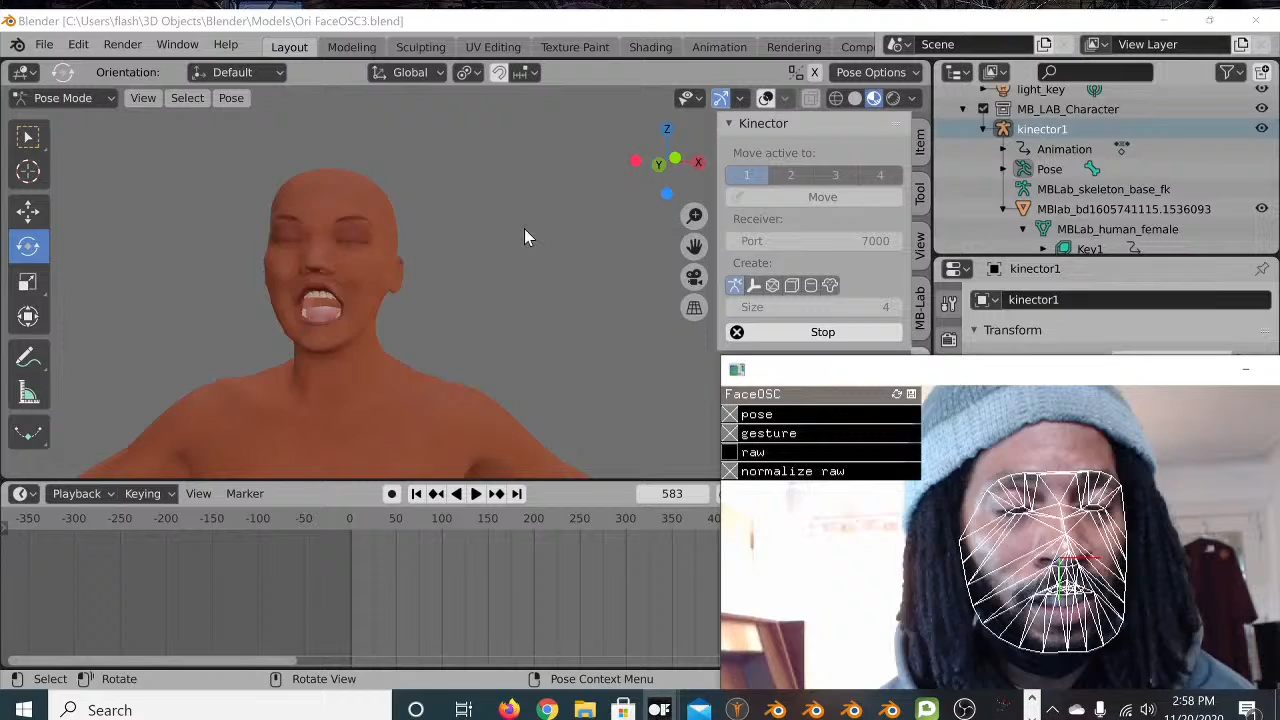 Blender [C:\Users\flash\3D Objects\Blender\Models\Ori FaceOSC3.blend]
File Edit Render Window Help
Layout Modeling Sculpting UV Editing Texture Paint Shading Animation Rendering Comp
Scene
View Layer
Orientation: Default
Global
X
Pose Options
Pose Mode
View Select Pose
Z
X
Y
Kinector
Move active to:
1 2 3 4
Move
Receiver:
Port 7000
Create:
Size 4
Stop
Item
Tool
View
MB-Lab
light_key
MB_LAB_Character
kinector1
Animation
Pose
MBLab_skeleton_base_fk
MBlab_bd1605741115.1536093
MBLab_human_female
Key1
kinector1
kinector1
Transform
FaceOSC
pose
gesture
raw
normalize raw
Playback Keying View Marker
583
-350 -300 -250 -200 -150 -100 -50 0 50 100 150 200 250 300 350 40
Select Rotate Rotate View Pose Context Menu
Search
2:58 PM
11/20/2020